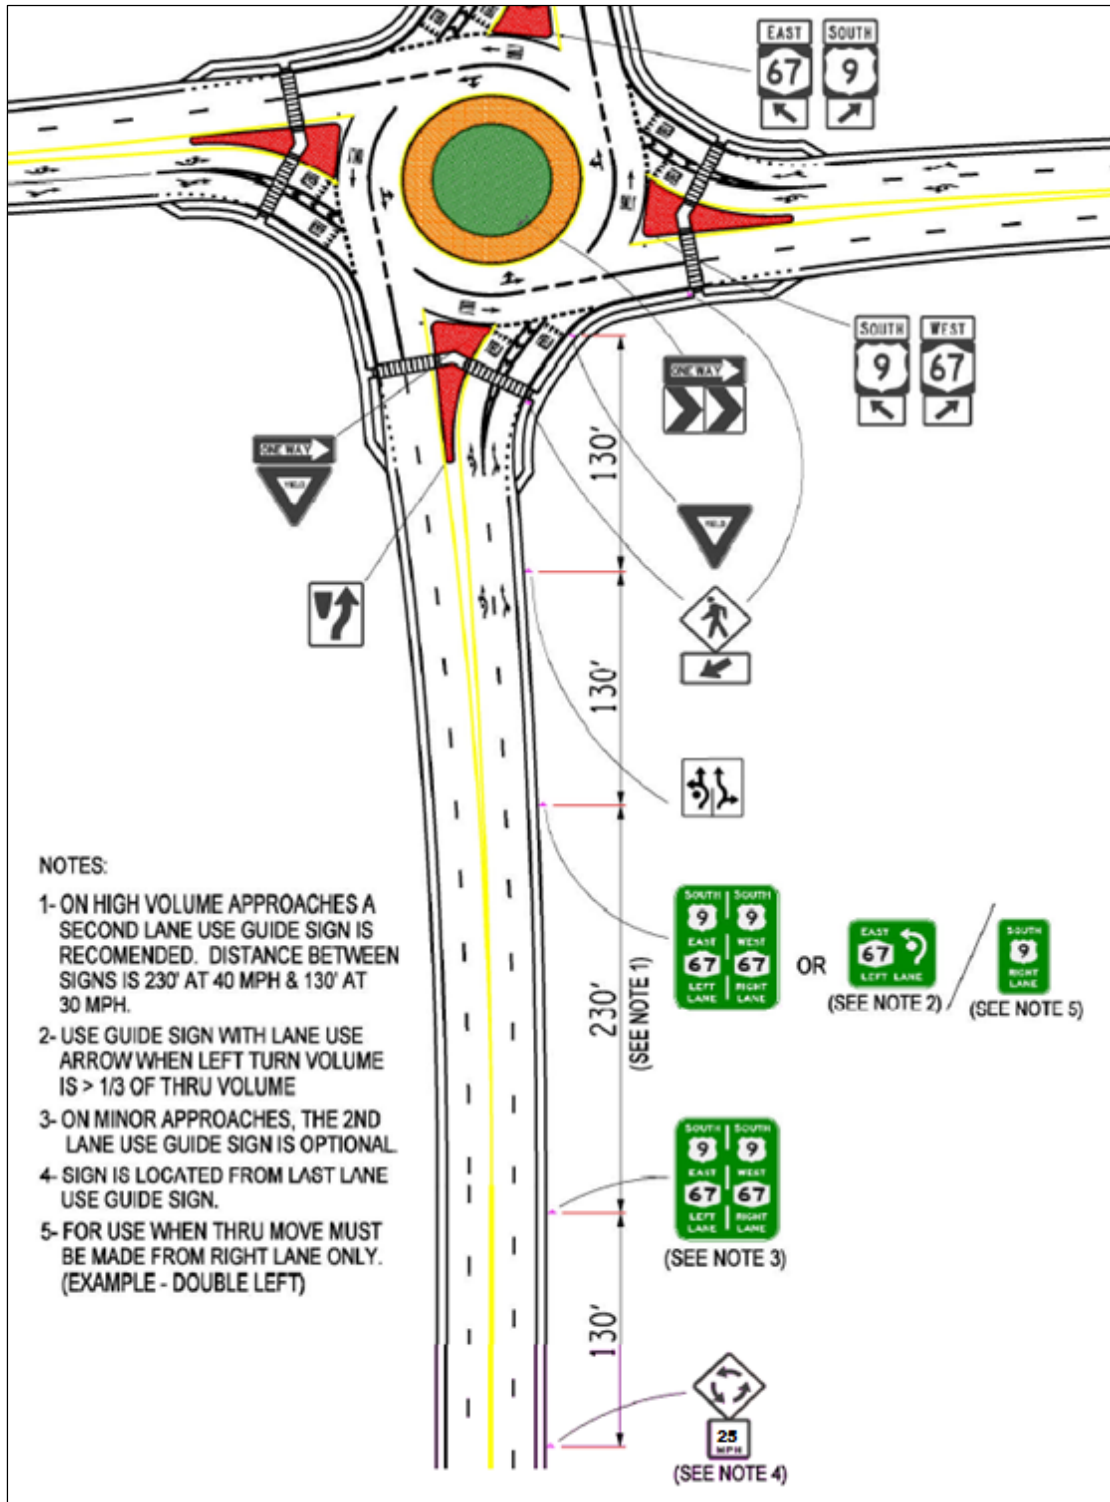 EAST SOUTH
67 9
SOUTH WEST
9 67
ONE WAY
ONE WAY
YIELD
YIELD
130'
130'
230'
(SEE NOTE 1)
130'
SOUTH SOUTH
9 9
EAST WEST
67 67
LEFT RIGHT
LANE LANE
OR
EAST
67
LEFT LANE
(SEE NOTE 2)
SOUTH
9
RIGHT
LANE
(SEE NOTE 5)
SOUTH SOUTH
9 9
EAST WEST
67 67
LEFT RIGHT
LANE LANE
(SEE NOTE 3)
25
MPH
(SEE NOTE 4)
NOTES:
1- ON HIGH VOLUME APPROACHES A
SECOND LANE USE GUIDE SIGN IS
RECOMENDED. DISTANCE BETWEEN
SIGNS IS 230' AT 40 MPH & 130' AT
30 MPH.
2- USE GUIDE SIGN WITH LANE USE
ARROW WHEN LEFT TURN VOLUME
IS > 1/3 OF THRU VOLUME
3- ON MINOR APPROACHES, THE 2ND
LANE USE GUIDE SIGN IS OPTIONAL.
4- SIGN IS LOCATED FROM LAST LANE
USE GUIDE SIGN.
5- FOR USE WHEN THRU MOVE MUST
BE MADE FROM RIGHT LANE ONLY.
(EXAMPLE - DOUBLE LEFT)